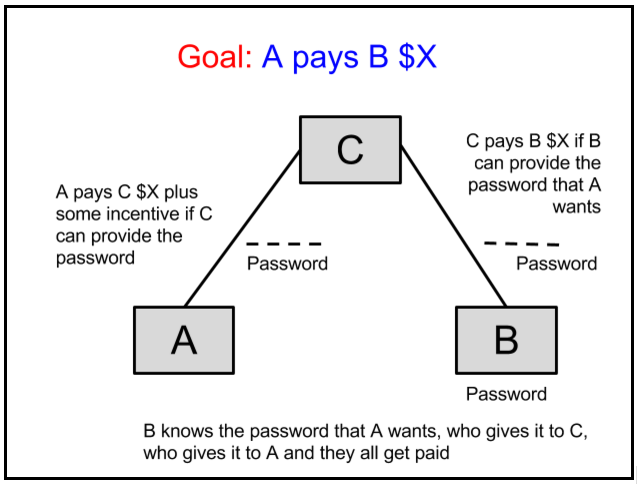 Goal: A pays B $X
C
C pays B $X if B
can provide the
password that A
wants
A pays C $X plus
some incentive if C
can provide the
password
Password
Password
A
B
Password
B knows the password that A wants, who gives it to C,
who gives it to A and they all get paid